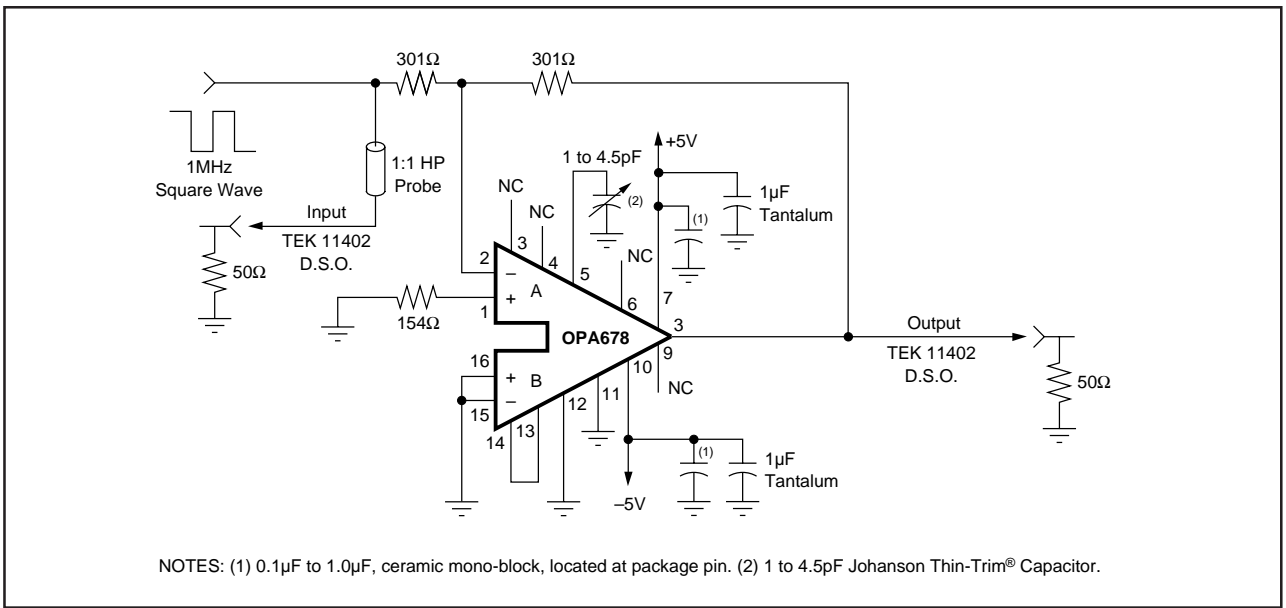 301Ω
301Ω
+5V
1 to 4.5pF
1:1 HP
Probe
1MHz
Square Wave
1µF
Tantalum
(2)
(1)
NC
NC
Input
TEK 11402
D.S.O.
50Ω
3
4
5
NC
2
–
A
6
7
+
1
154Ω
OPA678
3
Output
TEK 11402
D.S.O.
9
10
16
+
B
NC
50Ω
15
–
11
12
13
14
(1)
1µF
Tantalum
–5V
NOTES: (1) 0.1µF to 1.0µF, ceramic mono-block, located at package pin. (2) 1 to 4.5pF Johanson Thin-Trim® Capacitor.